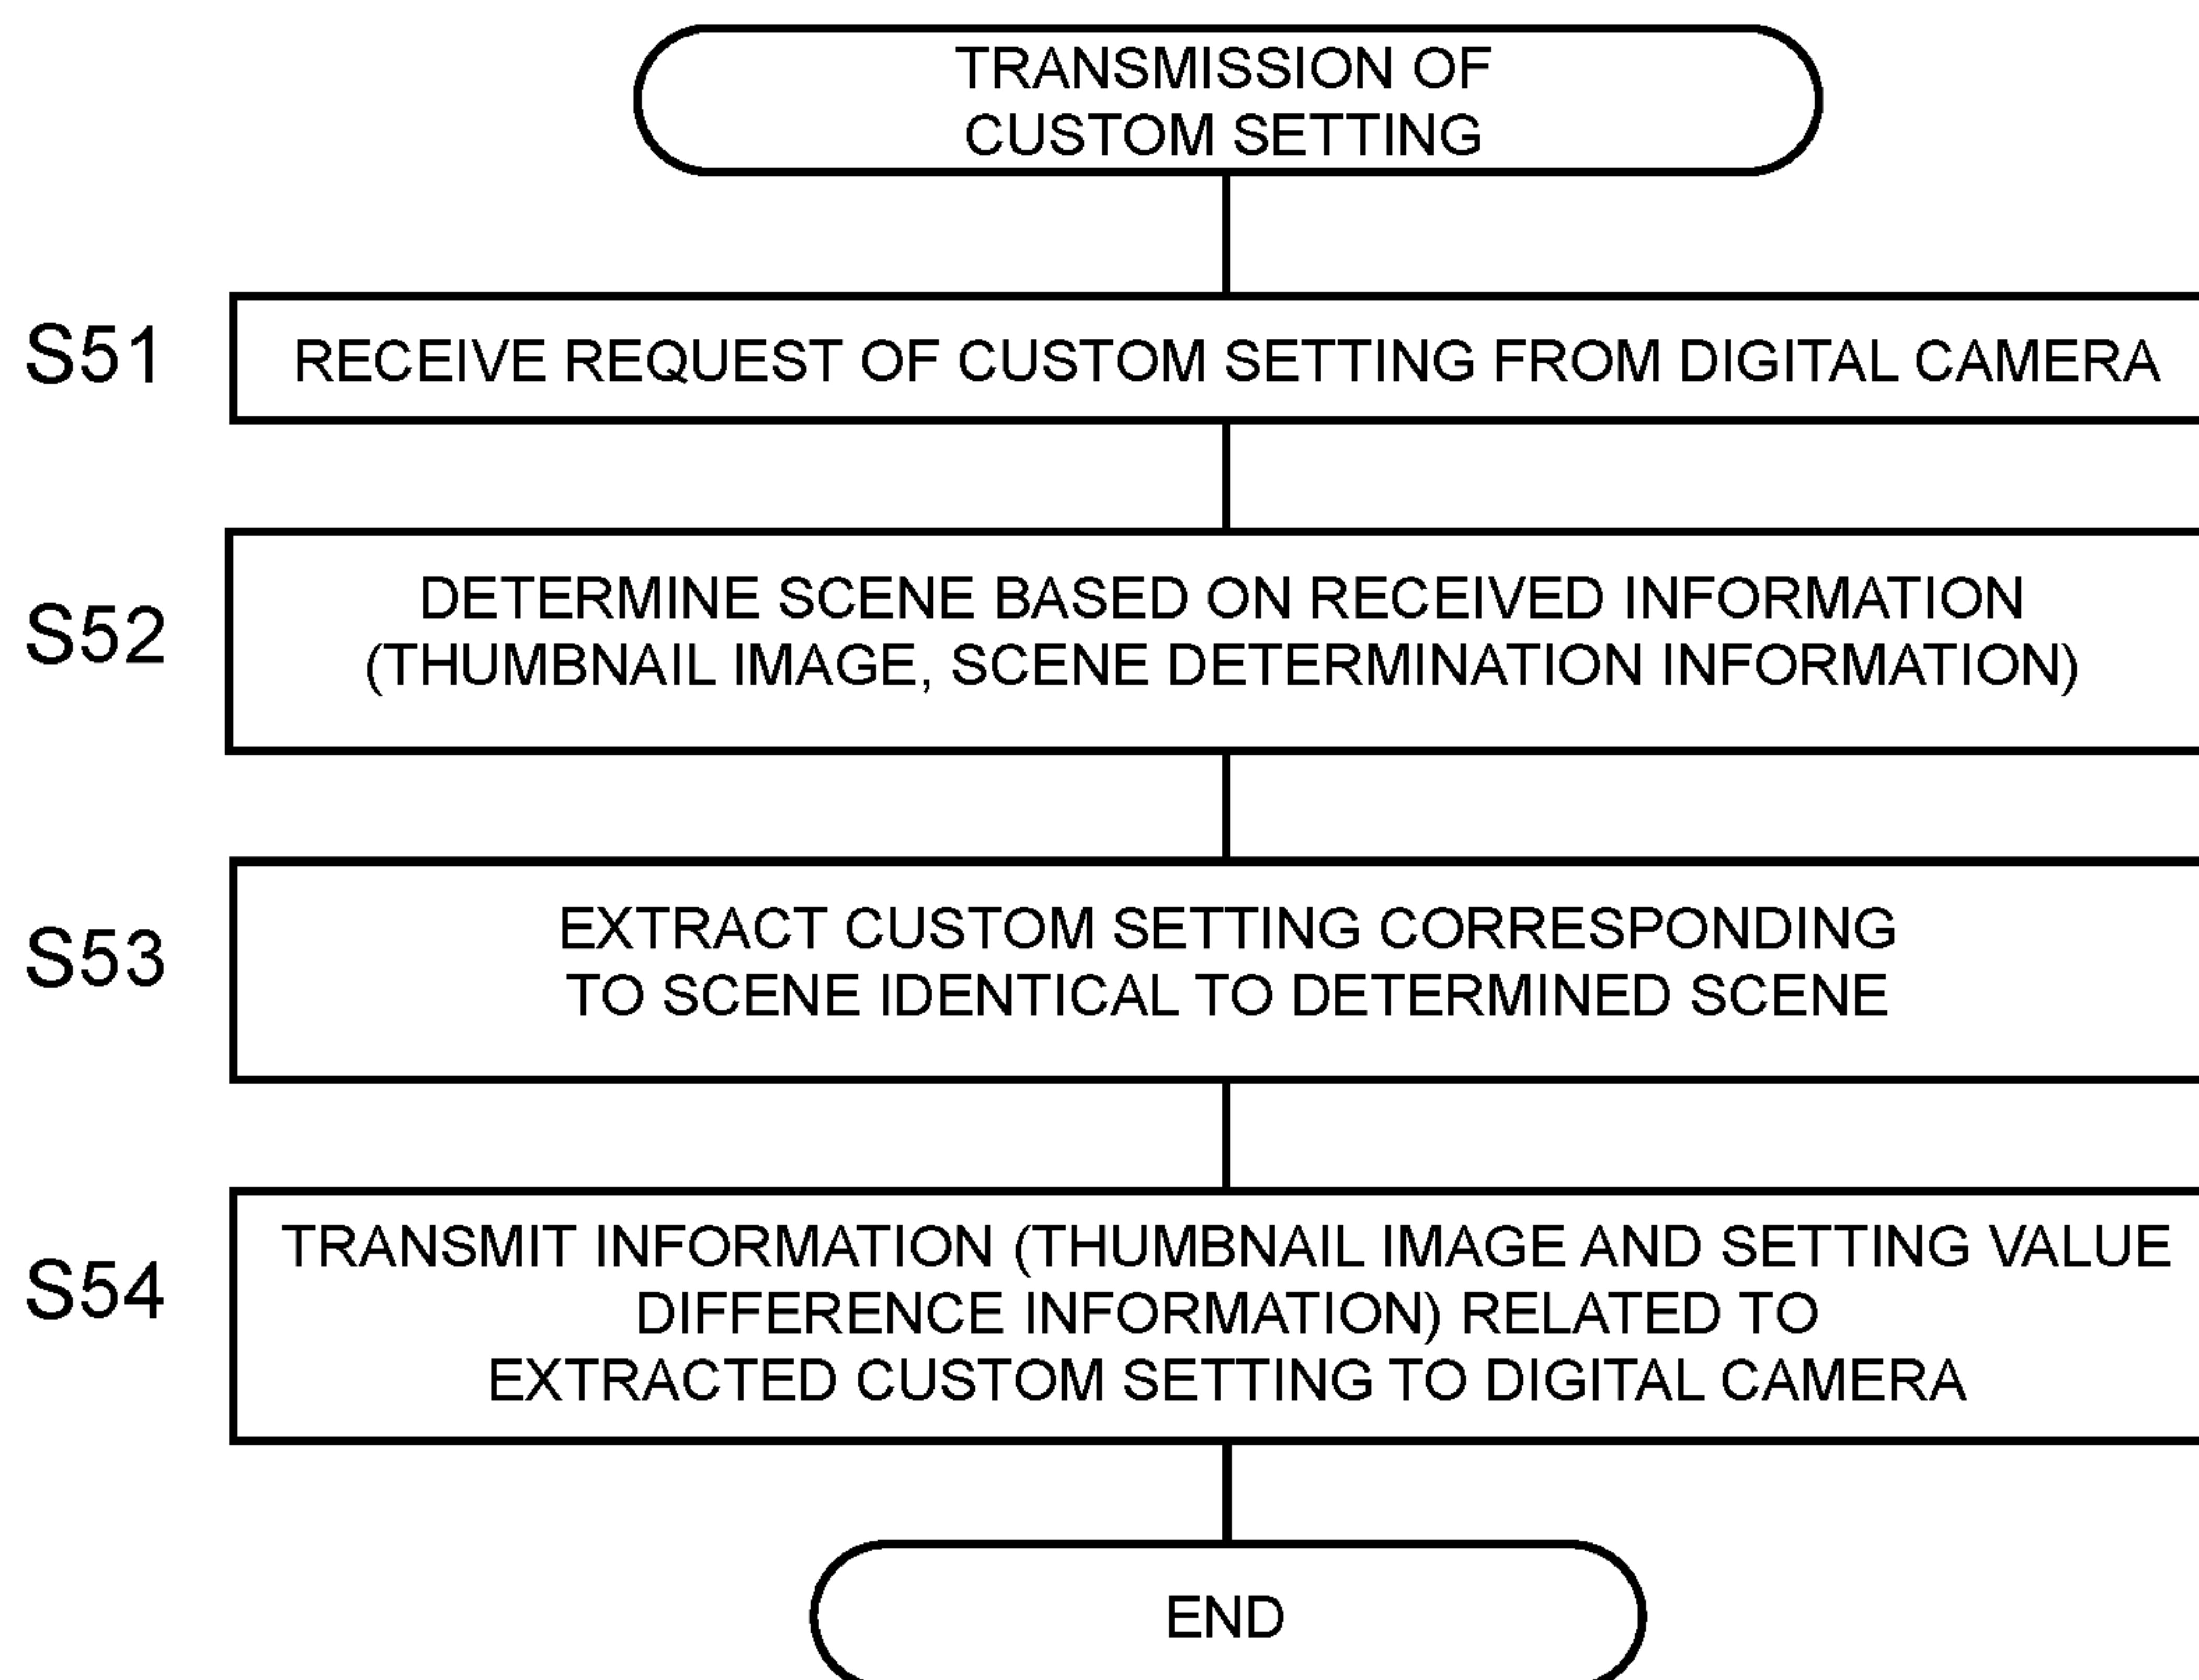 TRANSMISSION OF
CUSTOM SETTING
S51
RECEIVE REQUEST OF CUSTOM SETTING FROM DIGITAL CAMERA
S52
DETERMINE SCENE BASED ON RECEIVED INFORMATION
(THUMBNAIL IMAGE, SCENE DETERMINATION INFORMATION)
S53
EXTRACT CUSTOM SETTING CORRESPONDING
TO SCENE IDENTICAL TO DETERMINED SCENE
S54
TRANSMIT INFORMATION (THUMBNAIL IMAGE AND SETTING VALUE
DIFFERENCE INFORMATION) RELATED TO
EXTRACTED CUSTOM SETTING TO DIGITAL CAMERA
END